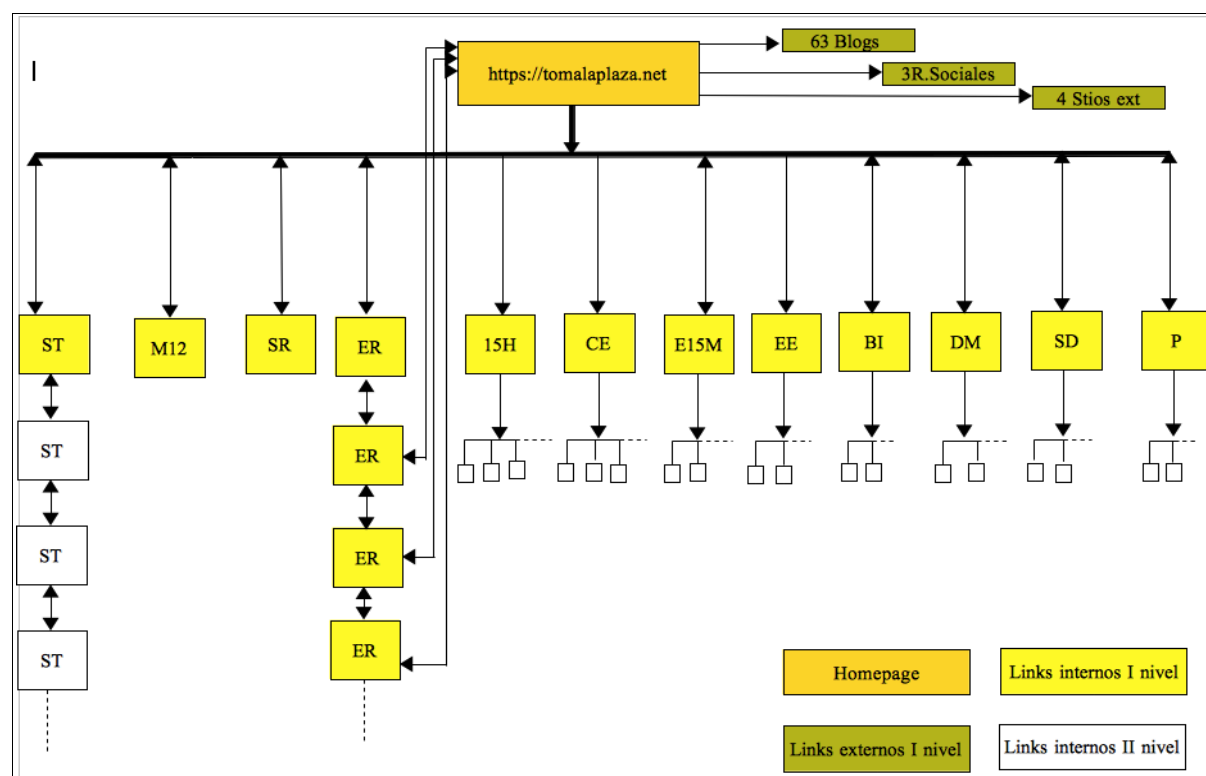 63 Blogs
https://tomalaplaza.net
3R.Sociales
4 Stios ext
ST
M12
SR
ER
15H
CE
E15M
EE
BI
DM
SD
P
ST
ER
ST
ER
ST
ER
Homepage
Links internos I nivel
Links externos I nivel
Links internos II nivel